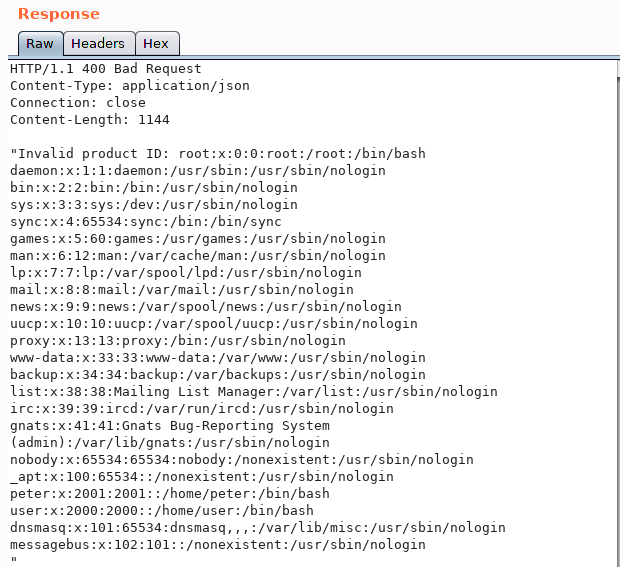 Response
Raw Headers Hex
HTTP/1.1 400 Bad Request
Content-Type: application/json
Connection: close
Content-Length: 1144

"Invalid product ID: root:x:0:0:root:/root:/bin/bash
daemon:x:1:1:daemon:/usr/sbin:/usr/sbin/nologin
bin:x:2:2:bin:/bin:/usr/sbin/nologin
sys:x:3:3:sys:/dev:/usr/sbin/nologin
sync:x:4:65534:sync:/bin:/bin/sync
games:x:5:60:games:/usr/games:/usr/sbin/nologin
man:x:6:12:man:/var/cache/man:/usr/sbin/nologin
lp:x:7:7:lp:/var/spool/lpd:/usr/sbin/nologin
mail:x:8:8:mail:/var/mail:/usr/sbin/nologin
news:x:9:9:news:/var/spool/news:/usr/sbin/nologin
uucp:x:10:10:uucp:/var/spool/uucp:/usr/sbin/nologin
proxy:x:13:13:proxy:/bin:/usr/sbin/nologin
www-data:x:33:33:www-data:/var/www:/usr/sbin/nologin
backup:x:34:34:backup:/var/backups:/usr/sbin/nologin
list:x:38:38:Mailing List Manager:/var/list:/usr/sbin/nologin
irc:x:39:39:ircd:/var/run/ircd:/usr/sbin/nologin
gnats:x:41:41:Gnats Bug-Reporting System
(admin):/var/lib/gnats:/usr/sbin/nologin
nobody:x:65534:65534:nobody:/nonexistent:/usr/sbin/nologin
_apt:x:100:65534::/nonexistent:/usr/sbin/nologin
peter:x:2001:2001::/home/peter:/bin/bash
user:x:2000:2000::/home/user:/bin/bash
dnsmasq:x:101:65534:dnsmasq,,,:/var/lib/misc:/usr/sbin/nologin
messagebus:x:102:101::/nonexistent:/usr/sbin/nologin
"